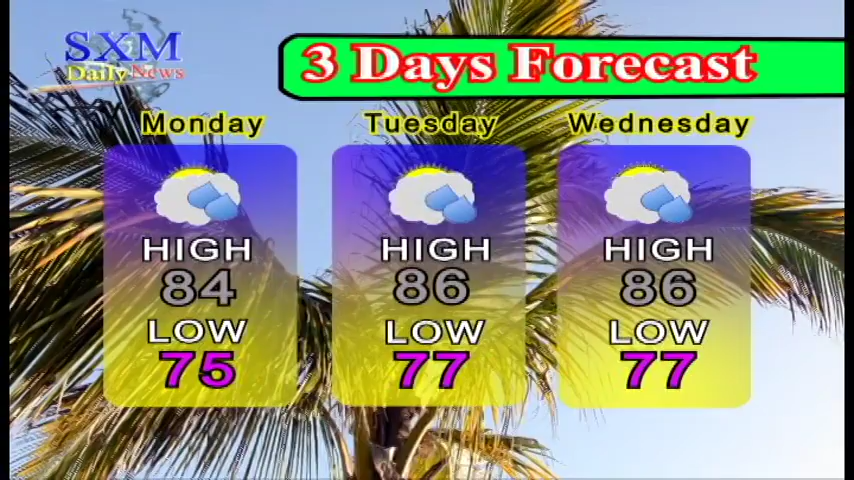 SXM
Daily News
3 Days Forecast
Monday
HIGH
84
LOW
75
Tuesday
HIGH
86
LOW
77
Wednesday
HIGH
86
LOW
77